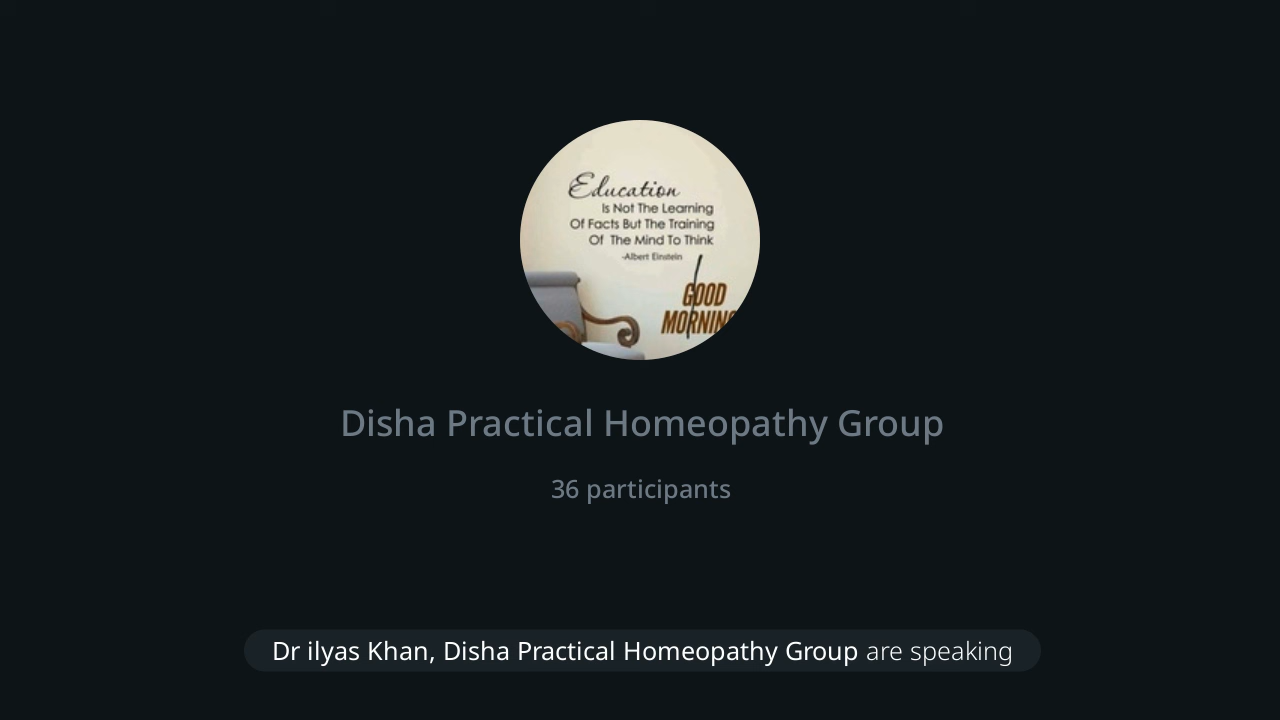 Education
Is Not The Learning
Of Facts But The Training
Of The Mind To Think
-Albert Einstein
GOOD
MORNING
Disha Practical Homeopathy Group
36 participants
Dr ilyas Khan, Disha Practical Homeopathy Group are speaking